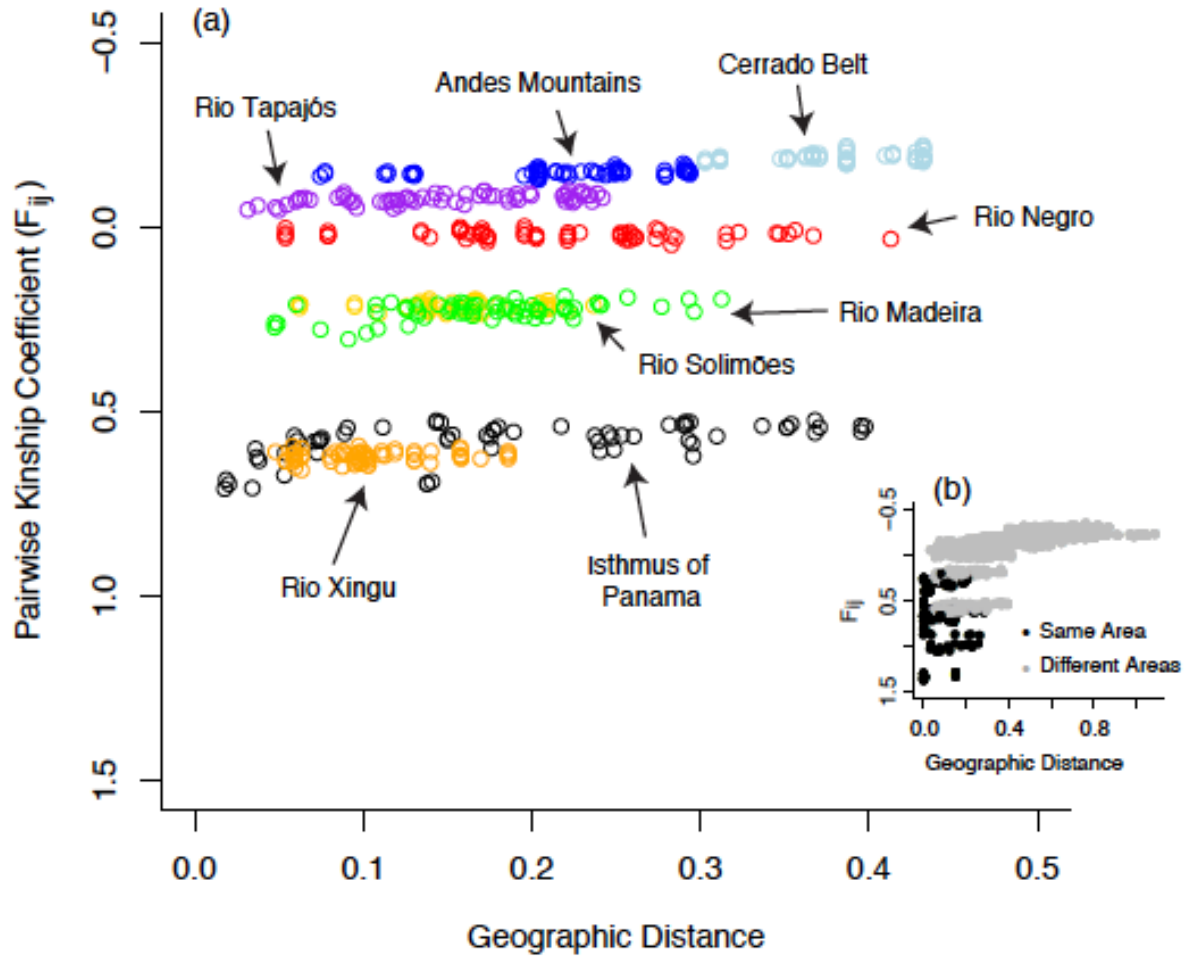 (a)
Cerrado Belt
Andes Mountains
Rio Tapajós
Rio Negro
Rio Madeira
Rio Solimões
Rio Xingu
Isthmus of
Panama
Pairwise Kinship Coefficient (Fij)
−0.5
0.0
0.5
1.0
1.5
0.0 0.1 0.2 0.3 0.4 0.5
Geographic Distance
(b)
Fij
−0.5
0.5
1.5
Same Area
Different Areas
0.0 0.4 0.8
Geographic Distance